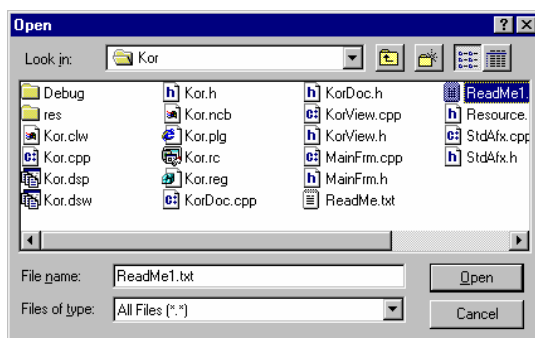 Open
Look in: Kor
Debug
res
Kor.clw
Kor.cpp
Kor.dsp
Kor.dsw
Kor.h
Kor.ncb
Kor.plg
Kor.rc
Kor.reg
KorDoc.cpp
KorDoc.h
KorView.cpp
KorView.h
MainFrm.cpp
MainFrm.h
ReadMe.txt
ReadMe1.
Resource.
StdAfx.cpp
StdAfx.h
File name: ReadMe1.txt
Open
Files of type: All Files (*.*)
Cancel